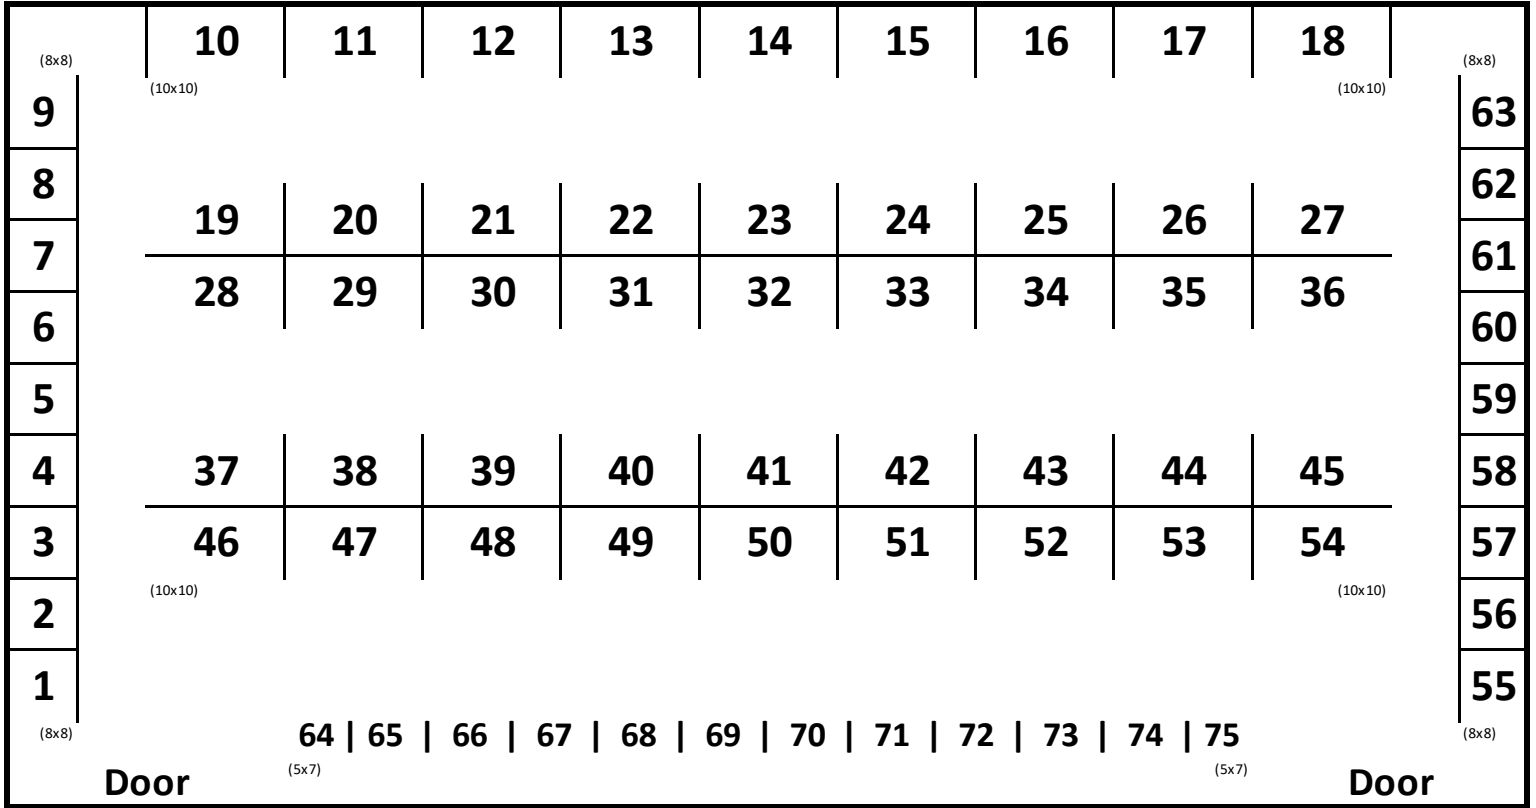 10 11 12 13 14 15 16 17 18
(8x8) (8x8)
(10x10) (10x10)
9 63
8 62
19 20 21 22 23 24 25 26 27
7 61
28 29 30 31 32 33 34 35 36
6 60
5 59
4 37 38 39 40 41 42 43 44 45 58
3 46 47 48 49 50 51 52 53 54 57
(10x10) (10x10)
2 56
1 55
(8x8) 64 | 65 | 66 | 67 | 68 | 69 | 70 | 71 | 72 | 73 | 74 | 75 (8x8)
(5x7) (5x7)
Door Door